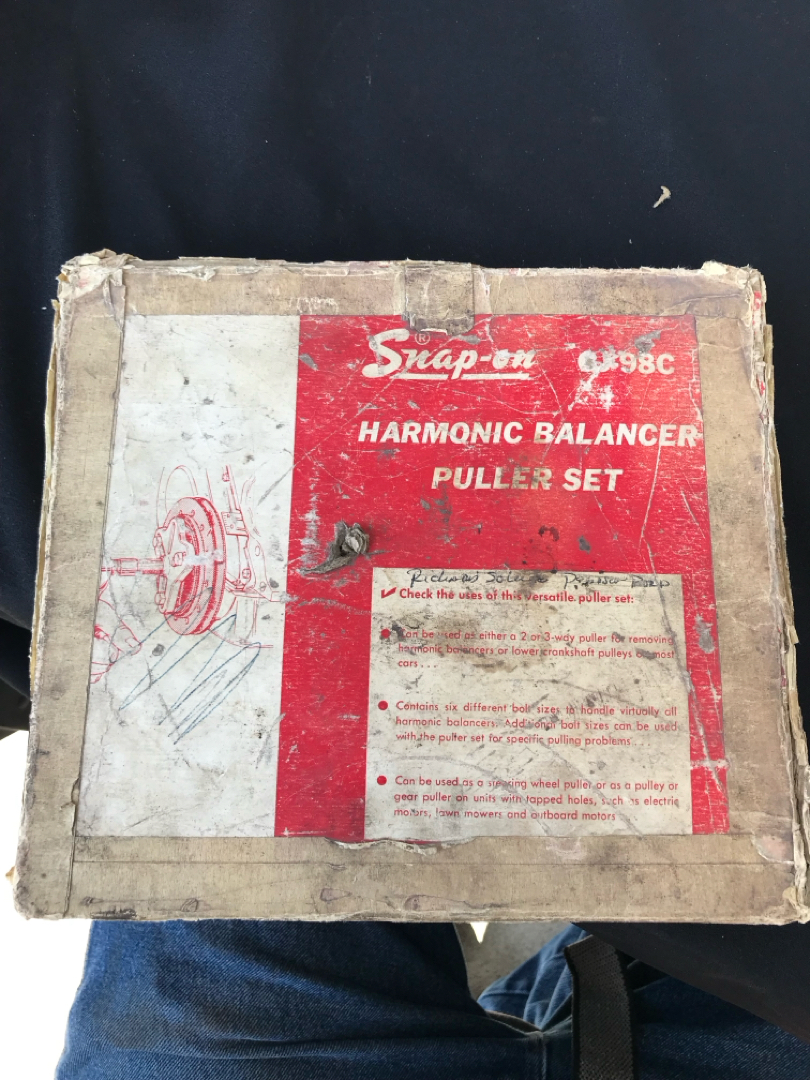 Snap-on®
HARMONIC BALANCER
PULLER SET
✓ Check the uses of this versatile puller set:
● Can be used as either a 2 or 3-way puller for removing
harmonic balancers or lower crankshaft pulleys on most
cars . . .
● Contains six different bolt sizes to handle virtually all
harmonic balancers. Additional bolt sizes can be used
with the puller set for specific pulling problems . .
● Can be used as a steering wheel puller or as a pulley or
gear puller on units with tapped holes, such as electric
motors, lawn mowers and outboard motors